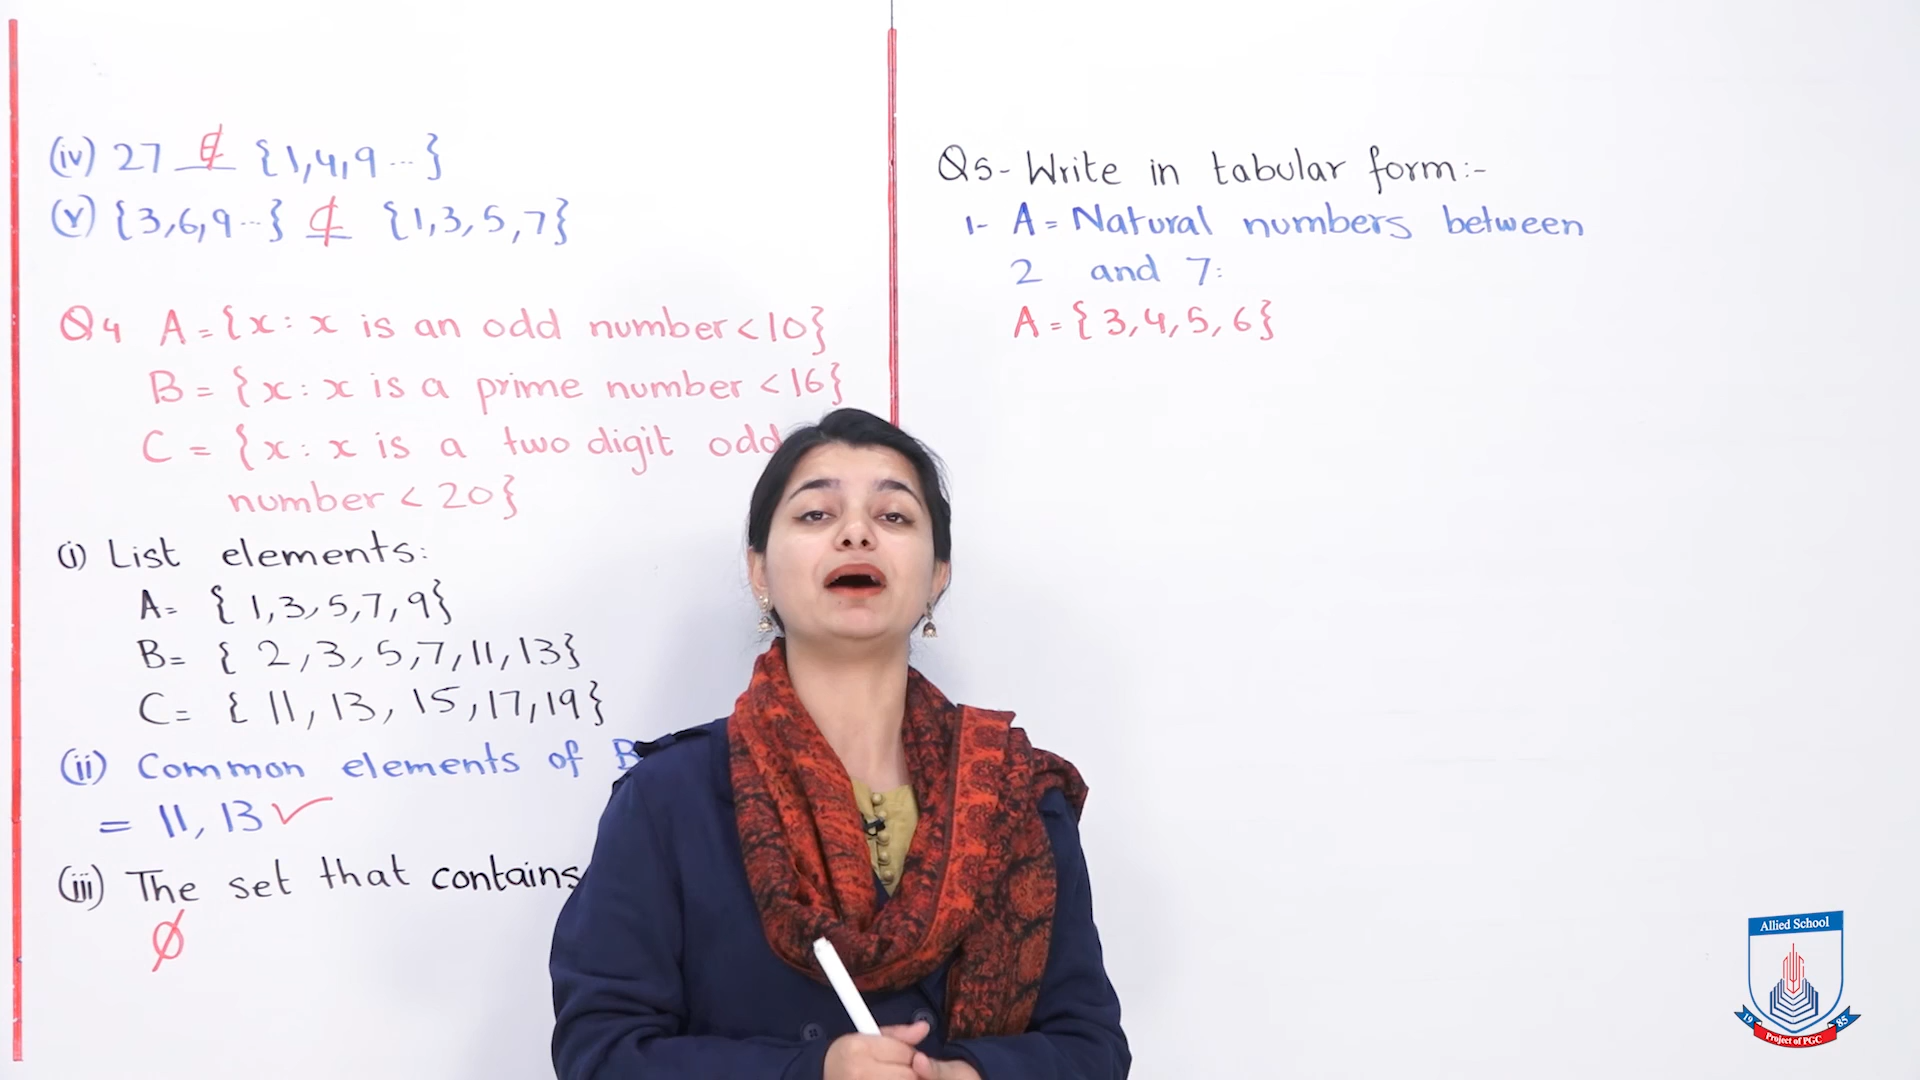 (iv) 27 ∉ {1,4,9 ...}
(v) {3,6,9 ...} ⊄ {1,3,5,7}
Q4 A = {x : x is an odd number < 10}
B = {x : x is a prime number < 16}
C = {x : x is a two digit odd
number < 20}
(i) List elements:
A = {1,3,5,7,9}
B = {2,3,5,7,11,13}
C = {11,13,15,17,19}
(ii) Common elements of B
= 11, 13 ✓
(iii) The set that contains
∅
Q5- Write in tabular form:-
1- A = Natural numbers between
2 and 7:
A = {3,4,5,6}
Allied School
19 85
Project of PGC